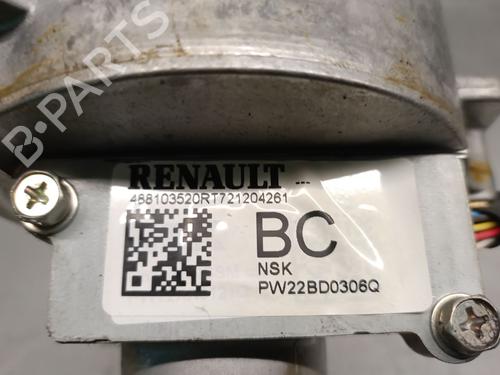 B-PARTS
RENAULT ...
488103520RT721204261
BC
NSK
PW22BD0306Q